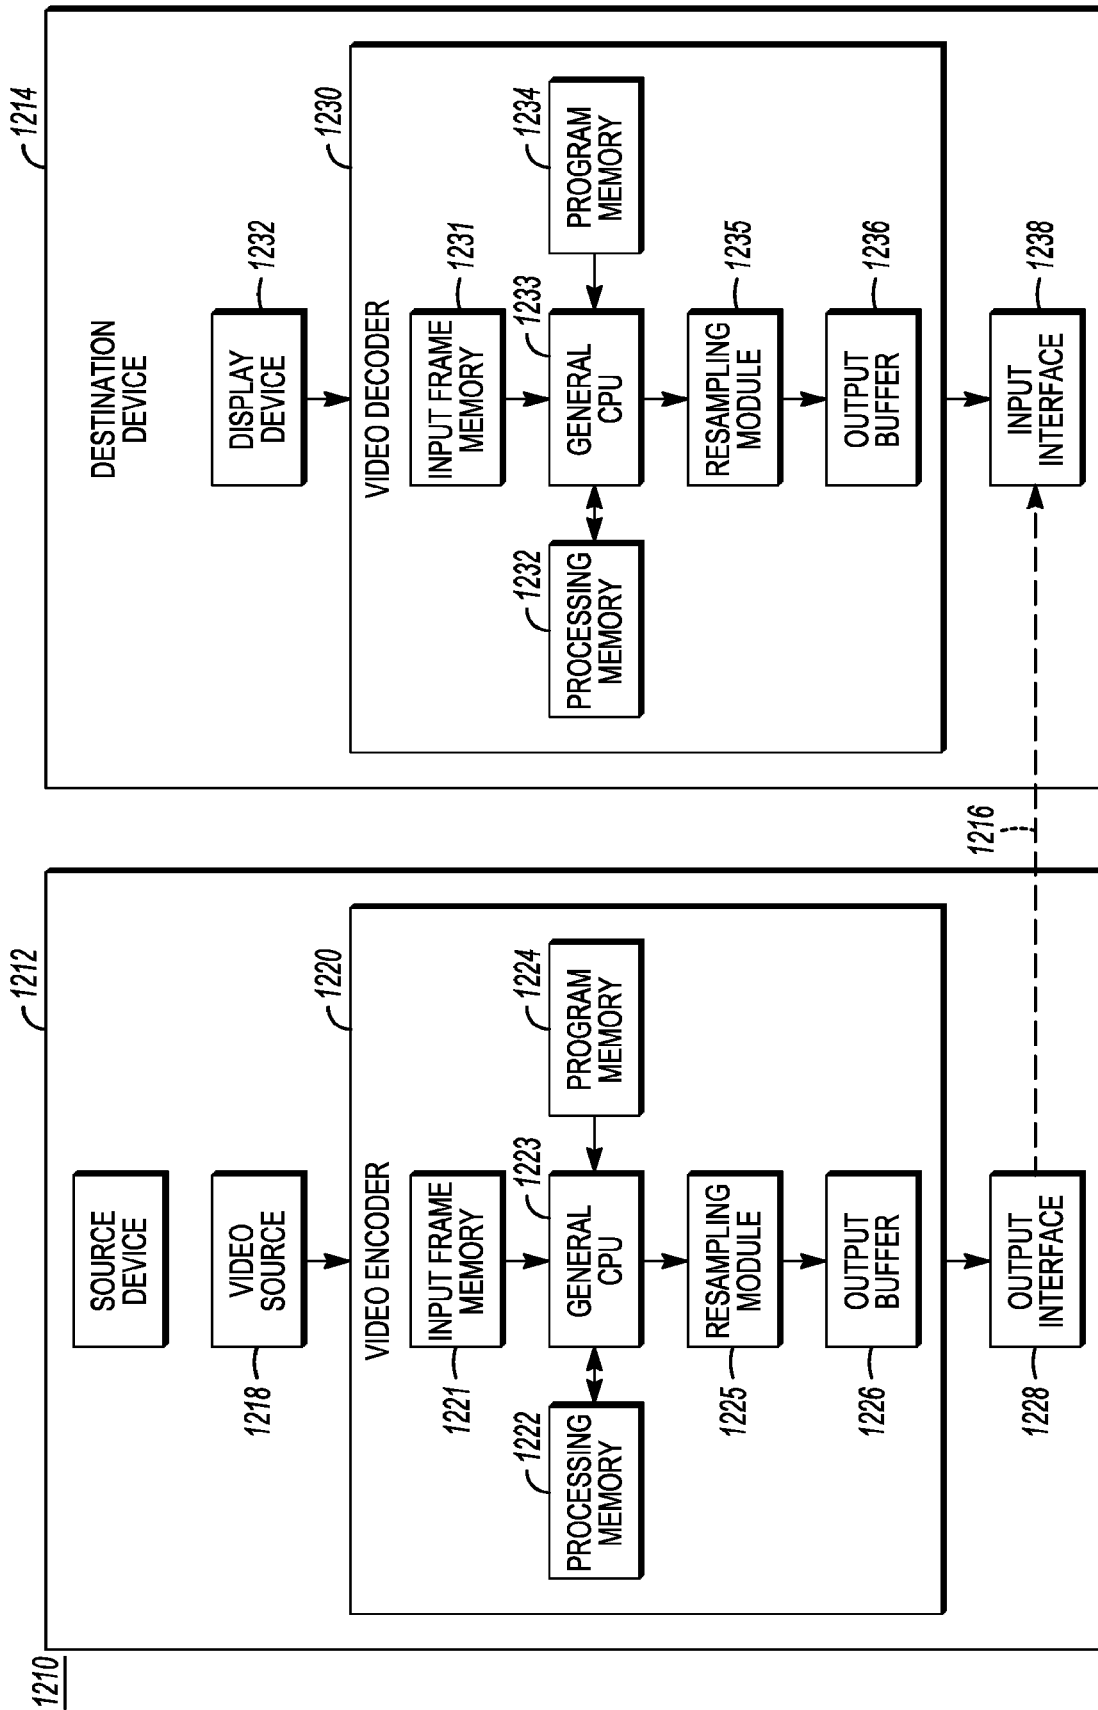 1210
1212
SOURCE
DEVICE
VIDEO
SOURCE
1218
1220
VIDEO ENCODER
INPUT FRAME
MEMORY
1221
1222
PROCESSING
MEMORY
GENERAL
CPU
1223
PROGRAM
MEMORY
1224
RESAMPLING
MODULE
1225
OUTPUT
BUFFER
1226
OUTPUT
INTERFACE
1228
1216
1214
DESTINATION
DEVICE
DISPLAY
DEVICE
1232
1230
VIDEO DECODER
INPUT FRAME
MEMORY
1231
1232
PROCESSING
MEMORY
GENERAL
CPU
1233
PROGRAM
MEMORY
1234
RESAMPLING
MODULE
1235
OUTPUT
BUFFER
1236
INPUT
INTERFACE
1238